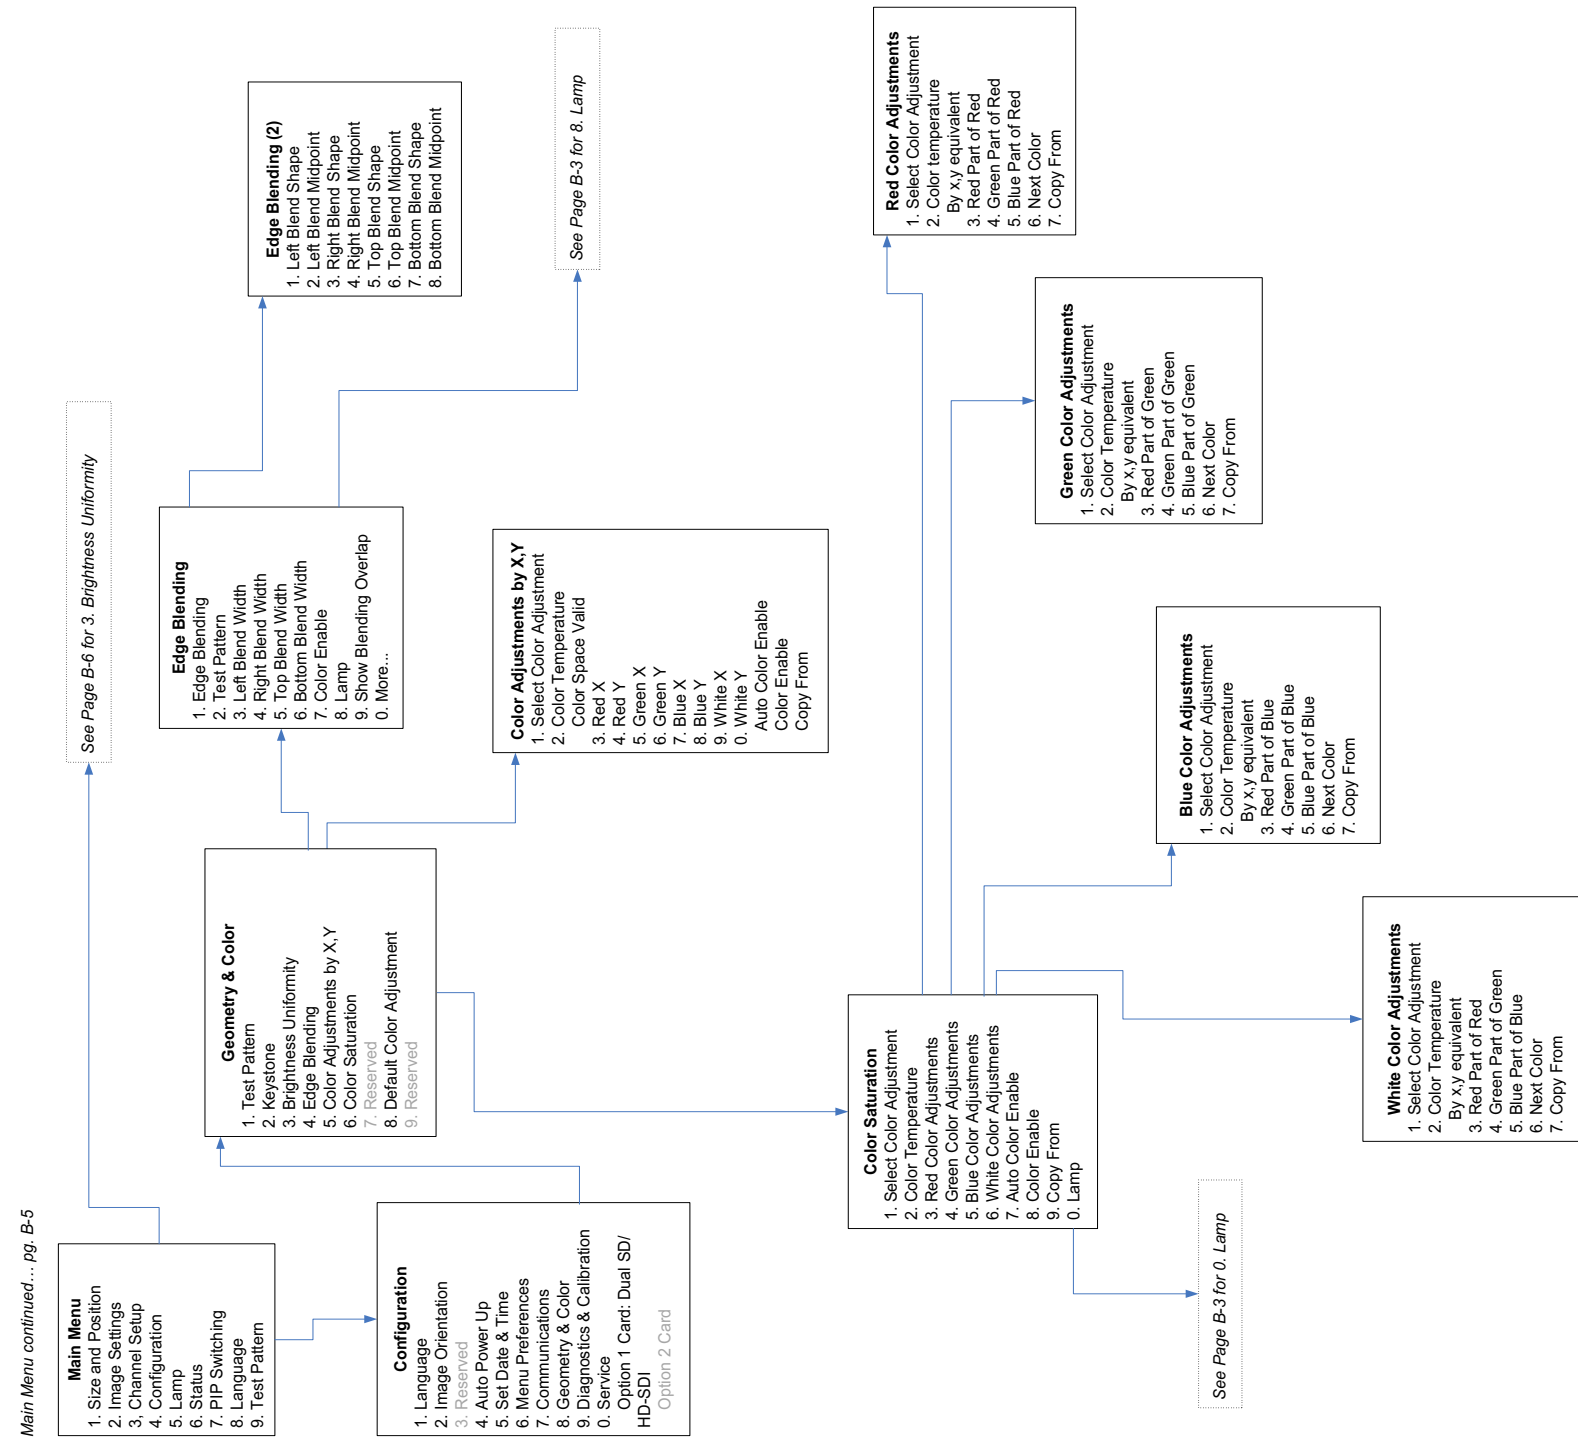 Main Menu continued… pg. B-5
Main Menu
1. Size and Position
2. Image Settings
3, Channel Setup
4. Configuration
5. Lamp
6. Status
7. PIP Switching
8. Language
9. Test Pattern
See Page B-6 for 3. Brightness Uniformity
Configuration
1. Language
2. Image Orientation
3. Reserved
4. Auto Power Up
5. Set Date & Time
6. Menu Preferences
7. Communications
8. Geometry & Color
9. Diagnostics & Calibration
0. Service
Option 1 Card: Dual SD/
HD-SDI
Option 2 Card
Geometry & Color
1. Test Pattern
2. Keystone
3. Brightness Uniformity
4. Edge Blending
5. Color Adjustments by X,Y
6. Color Saturation
7. Reserved
8. Default Color Adjustment
9. Reserved
Edge Blending
1. Edge Blending
2. Test Pattern
3. Left Blend Width
4. Right Blend Width
5. Top Blend Width
6. Bottom Blend Width
7. Color Enable
8. Lamp
9. Show Blending Overlap
0. More...
Edge Blending (2)
1. Left Blend Shape
2. Left Blend Midpoint
3. Right Blend Shape
4. Right Blend Midpoint
5. Top Blend Shape
6. Top Blend Midpoint
7. Bottom Blend Shape
8. Bottom Blend Midpoint
See Page B-3 for 8. Lamp
Color Adjustments by X,Y
1. Select Color Adjustment
2. Color Temperature
Color Space Valid
3. Red X
4. Red Y
5. Green X
6. Green Y
7. Blue X
8. Blue Y
9. White X
0. White Y
Auto Color Enable
Color Enable
Copy From
Color Saturation
1. Select Color Adjustment
2. Color Temperature
3. Red Color Adjustments
4. Green Color Adjustments
5. Blue Color Adjustments
6. White Color Adjustments
7. Auto Color Enable
8. Color Enable
9. Copy From
0. Lamp
See Page B-3 for 0. Lamp
Red Color Adjustments
1. Select Color Adjustment
2. Color temperature
By x,y equivalent
3. Red Part of Red
4. Green Part of Red
5. Blue Part of Red
6. Next Color
7. Copy From
Green Color Adjustments
1. Select Color Adjustment
2. Color Temperature
By x,y equivalent
3. Red Part of Green
4. Green Part of Green
5. Blue Part of Green
6. Next Color
7. Copy From
Blue Color Adjustments
1. Select Color Adjustment
2. Color Temperature
By x,y equivalent
3. Red Part of Blue
4. Green Part of Blue
5. Blue Part of Blue
6. Next Color
7. Copy From
White Color Adjustments
1. Select Color Adjustment
2. Color Temperature
By x,y equivalent
3. Red Part of Red
4. Green Part of Green
5. Blue Part of Blue
6. Next Color
7. Copy From